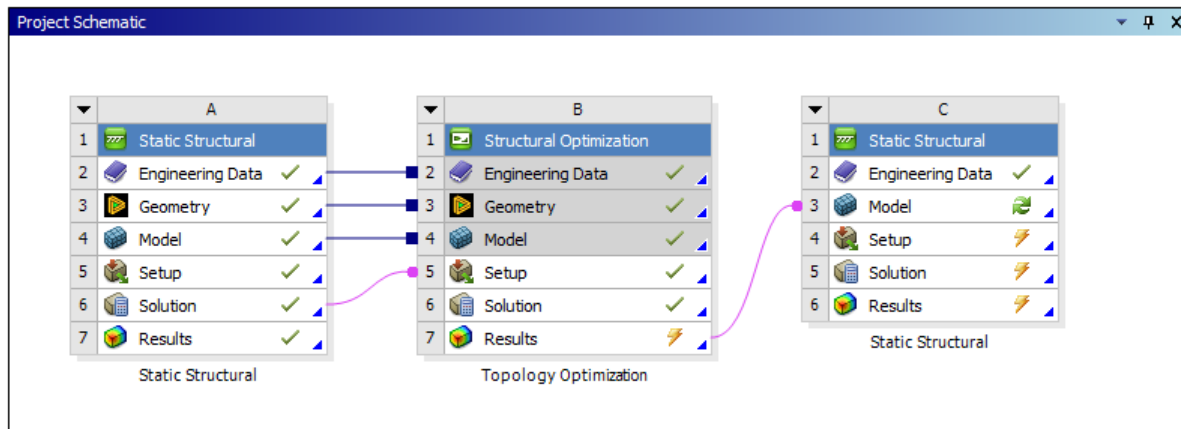 Project Schematic
A
1 Static Structural
2 Engineering Data
3 Geometry
4 Model
5 Setup
6 Solution
7 Results
Static Structural
B
1 Structural Optimization
2 Engineering Data
3 Geometry
4 Model
5 Setup
6 Solution
7 Results
Topology Optimization
C
1 Static Structural
2 Engineering Data
3 Model
4 Setup
5 Solution
6 Results
Static Structural